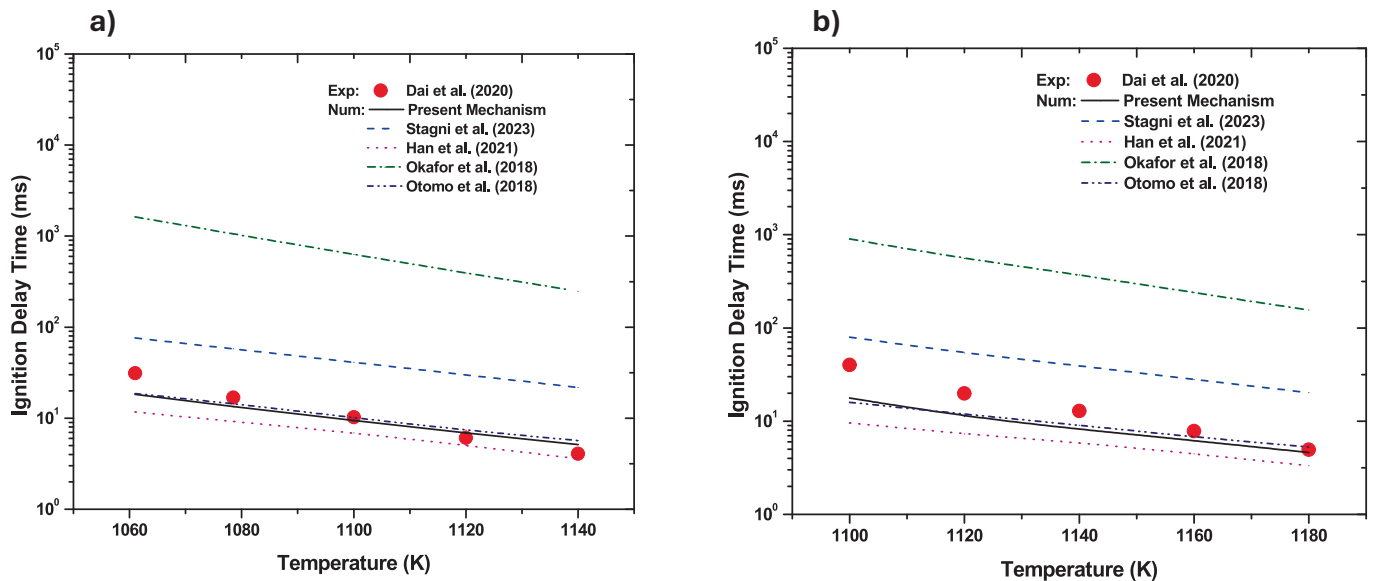 a)
10^5
10^4
10^3
10^2
10^1
10^0
Ignition Delay Time (ms)
Exp: Dai et al. (2020)
Num: Present Mechanism
Stagni et al. (2023)
Han et al. (2021)
Okafor et al. (2018)
Otomo et al. (2018)
1060 1080 1100 1120 1140
Temperature (K)
b)
10^5
10^4
10^3
10^2
10^1
10^0
Ignition Delay Time (ms)
Exp: Dai et al. (2020)
Num: Present Mechanism
Stagni et al. (2023)
Han et al. (2021)
Okafor et al. (2018)
Otomo et al. (2018)
1100 1120 1140 1160 1180
Temperature (K)